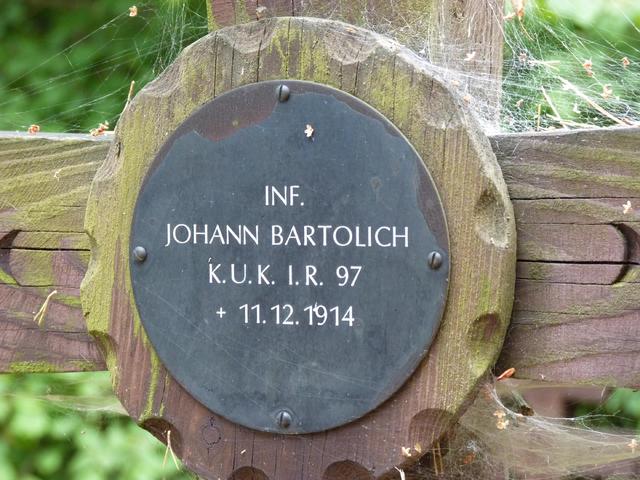 INF.
JOHANN BARTOLICH
K.U.K. I.R. 97
+ 11.12.1914